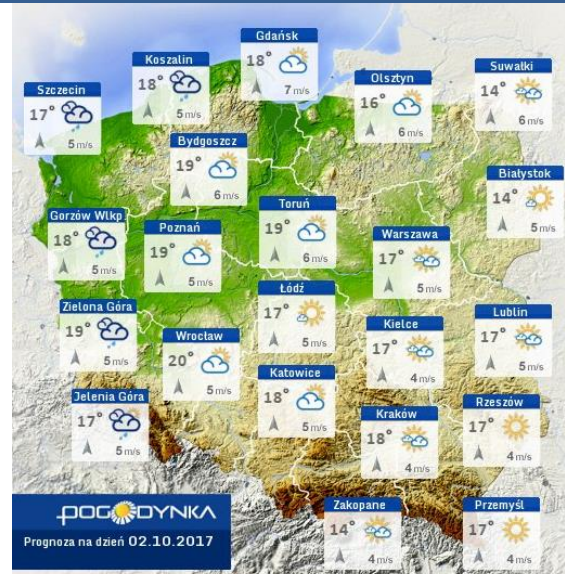 Gdańsk
18°
7 m/s
Koszalin
18°
5 m/s
Suwałki
14°
6 m/s
Olsztyn
16°
6 m/s
Szczecin
17°
5 m/s
Bydgoszcz
19°
6 m/s
Białystok
14°
5 m/s
Toruń
19°
6 m/s
Gorzów Wlkp
18°
5 m/s
Poznań
19°
5 m/s
Warszawa
17°
5 m/s
Łódź
17°
5 m/s
Zielona Góra
19°
5 m/s
Lublin
17°
5 m/s
Kielce
17°
4 m/s
Wrocław
20°
5 m/s
Katowice
18°
5 m/s
Jelenia Góra
17°
5 m/s
Rzeszów
17°
4 m/s
Kraków
18°
4 m/s
Zakopane
14°
4 m/s
Przemyśl
17°
4 m/s
POGODYNKA
Prognoza na dzień 02.10.2017